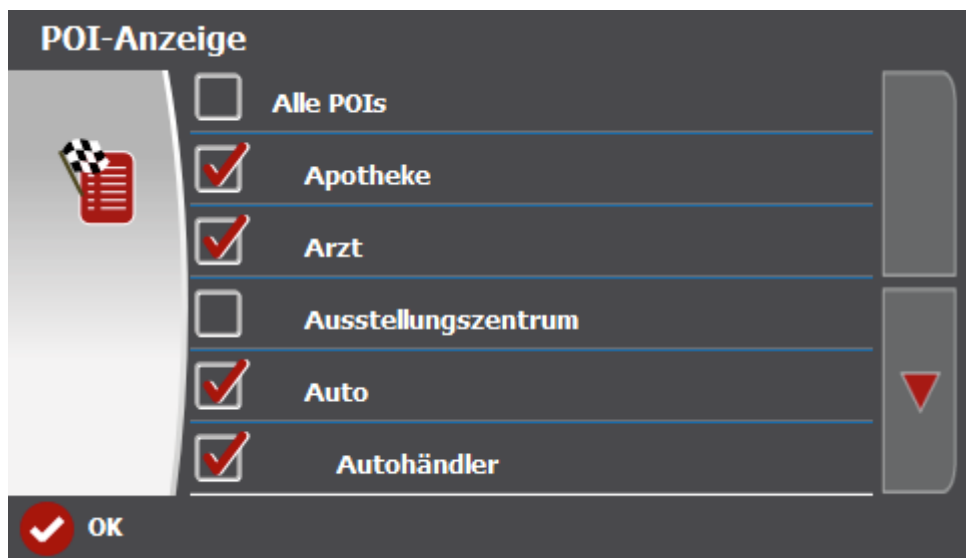 POI-Anzeige
Alle POIs
Apotheke
Arzt
Ausstellungszentrum
Auto
Autohändler
OK